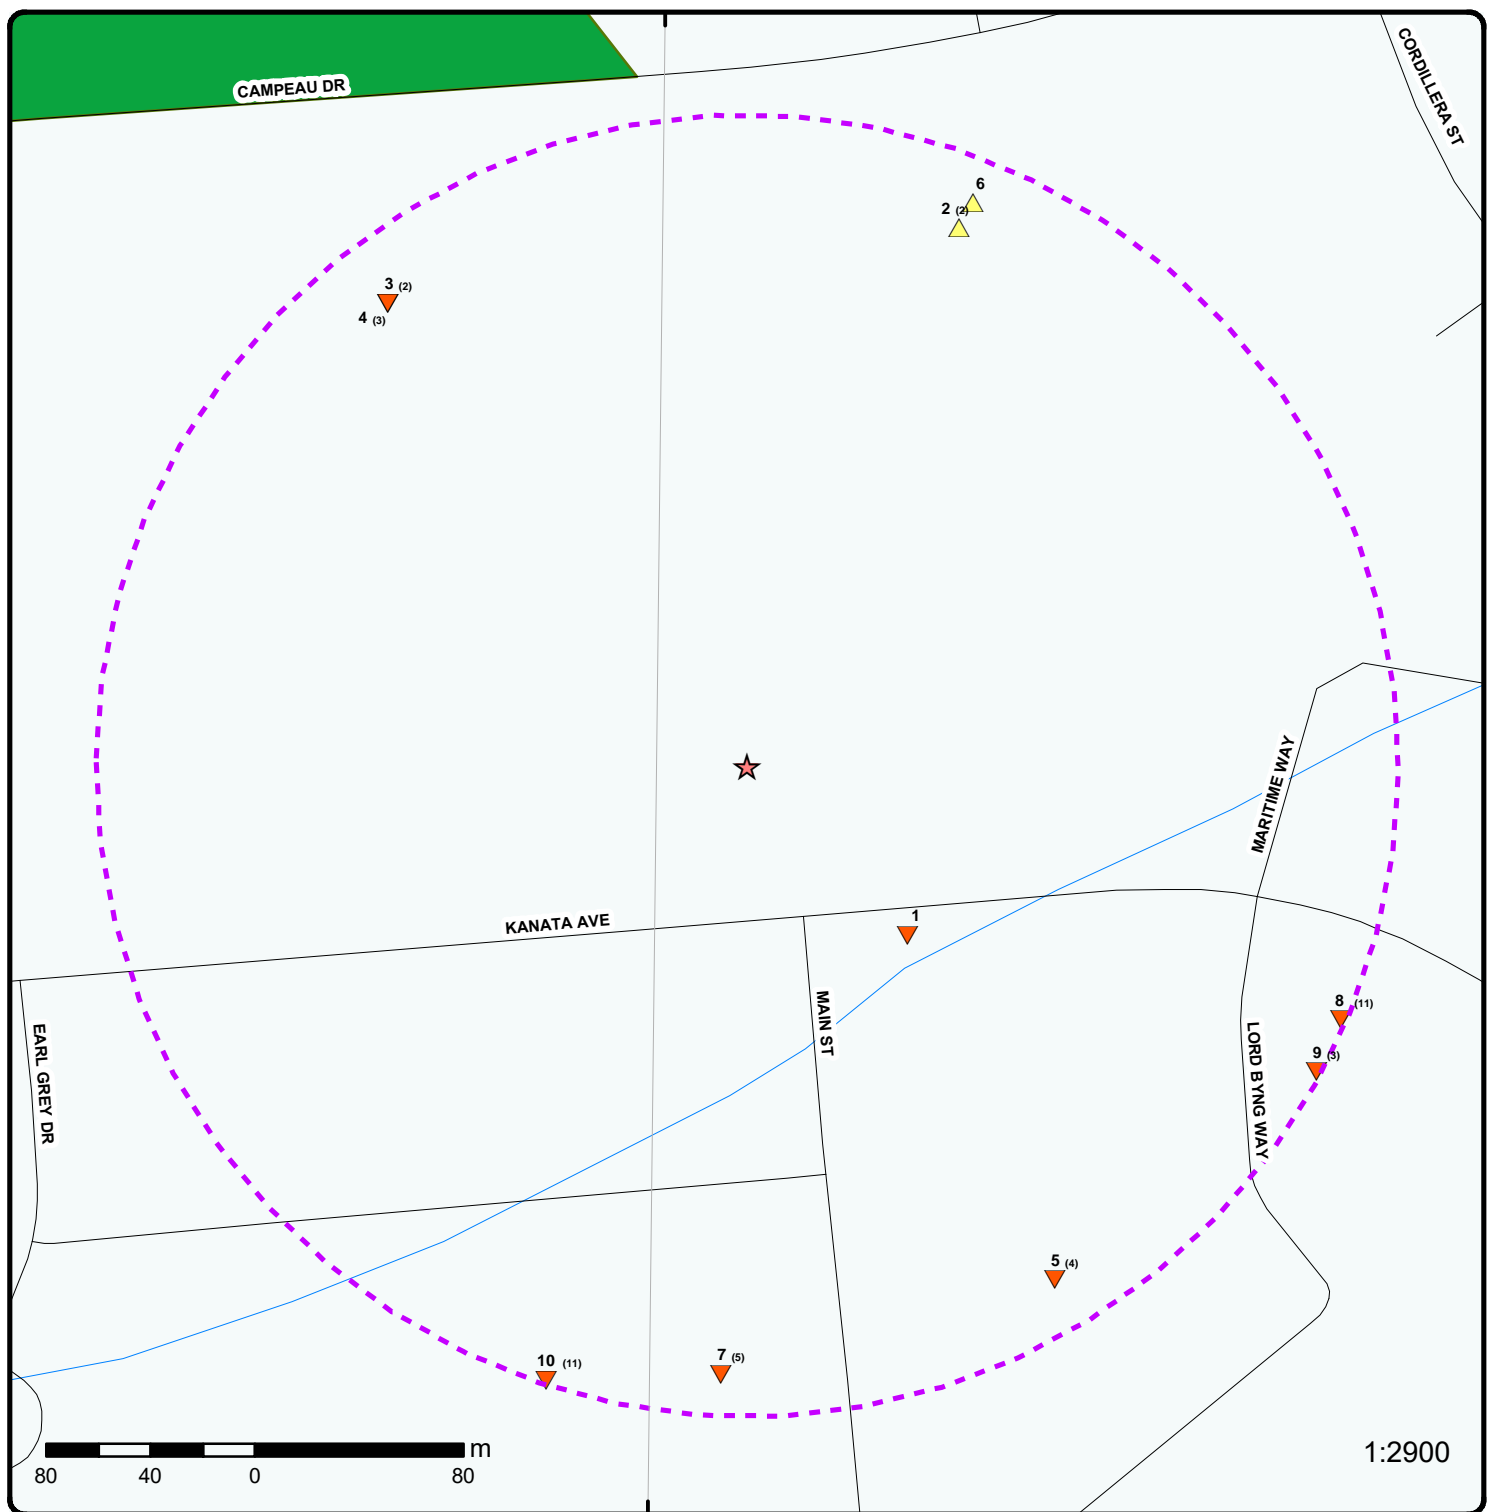 CORDILLERA ST
CAMPEAU DR
6
2 (2)
3 (2)
4 (3)
MARITIME WAY
KANATA AVE
1
MAIN ST
8 (11)
9 (3)
EARL GREY DR
LORD BYNG WAY
5 (4)
7 (5)
10 (11)
m
1:2900
80 40 0 80